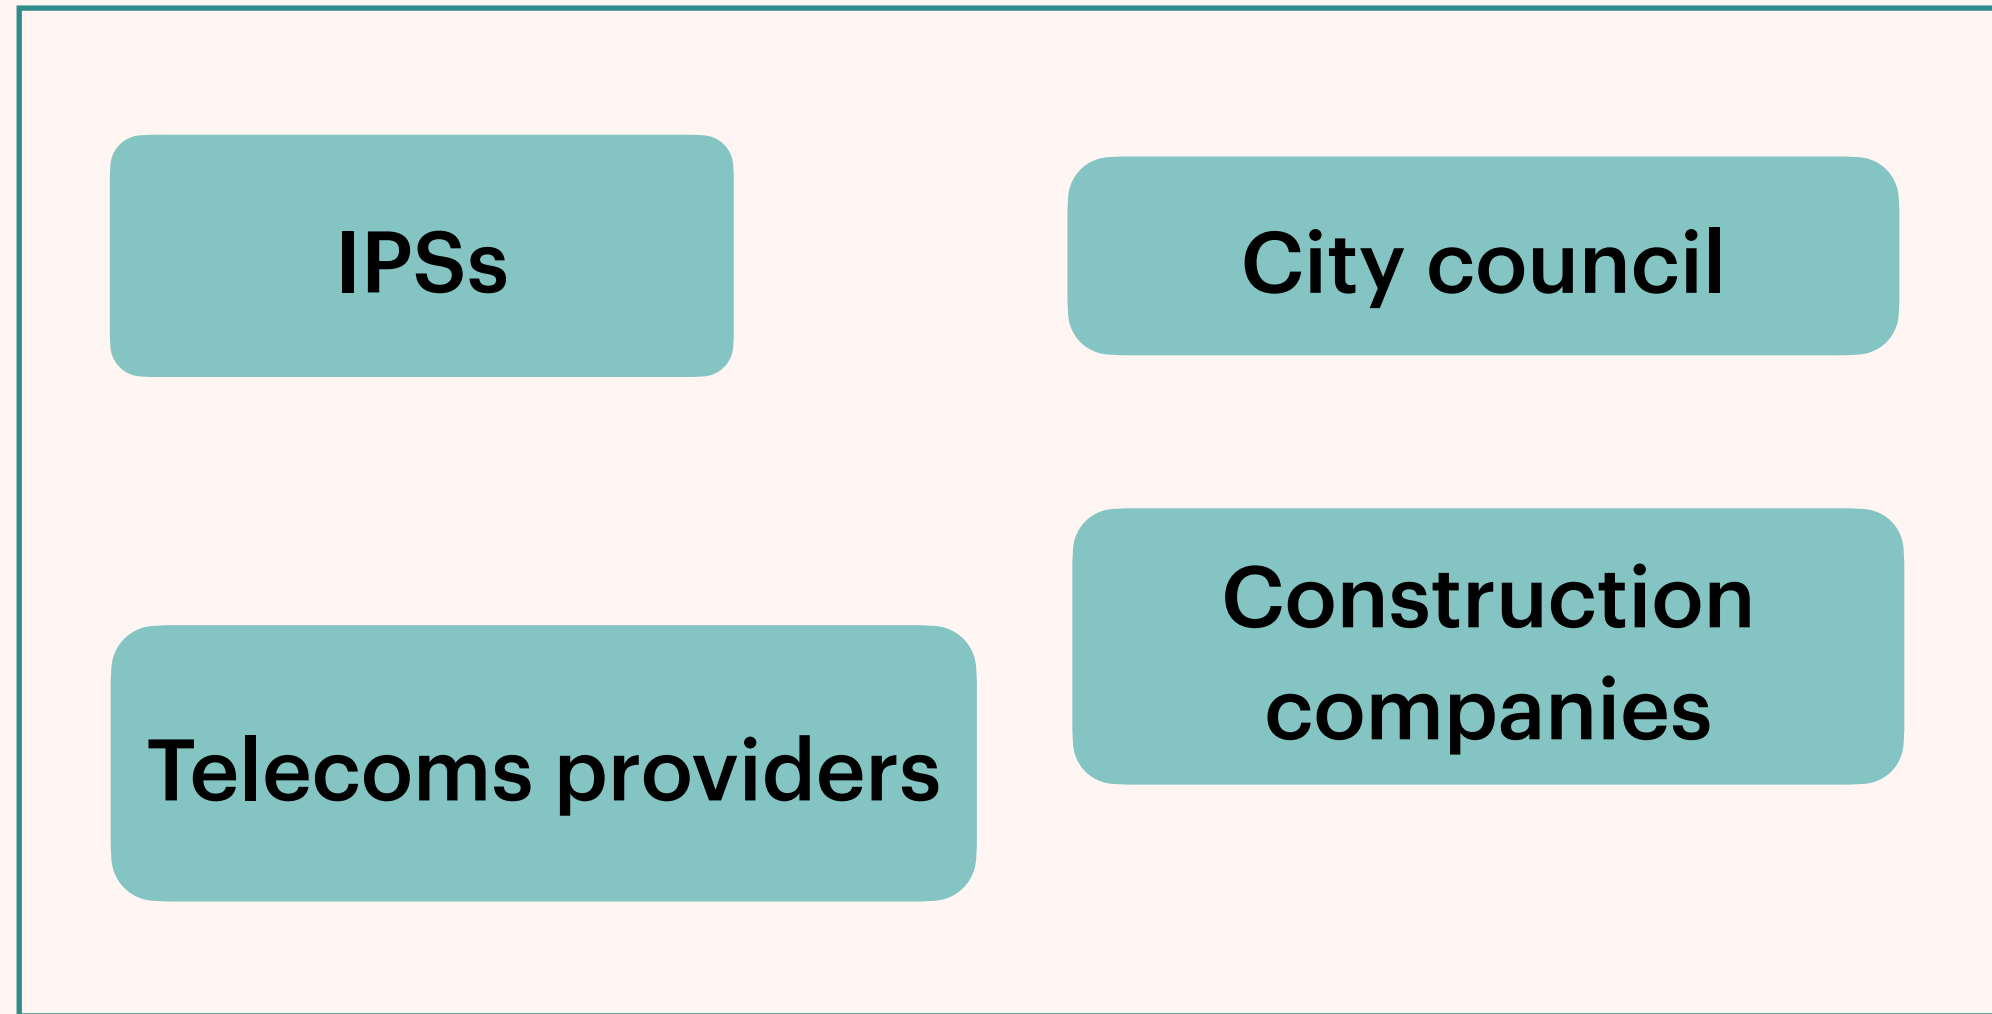 IPSs
City council
Construction
companies
Telecoms providers